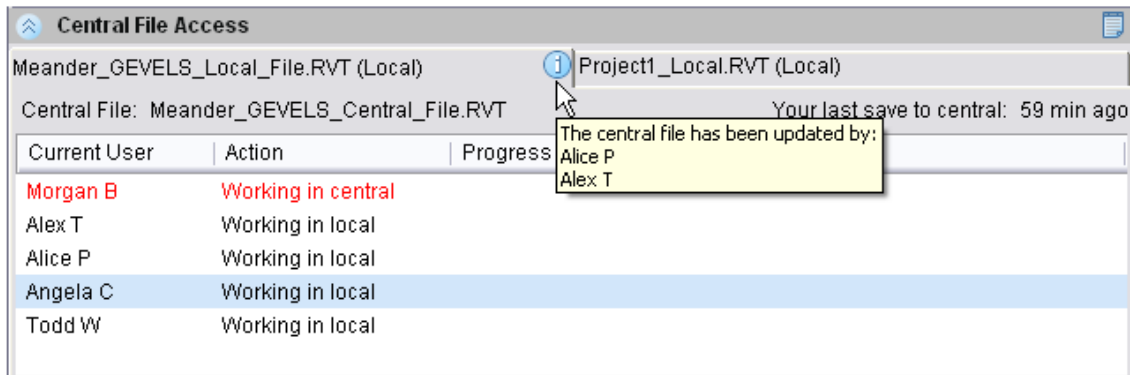 Central File Access
Meander_GEVELS_Local_File.RVT (Local) Project1_Local.RVT (Local)
Central File: Meander_GEVELS_Central_File.RVT Your last save to central: 59 min ago
The central file has been updated by:
Alice P
Alex T
Current User Action Progress
Morgan B Working in central
Alex T Working in local
Alice P Working in local
Angela C Working in local
Todd W Working in local